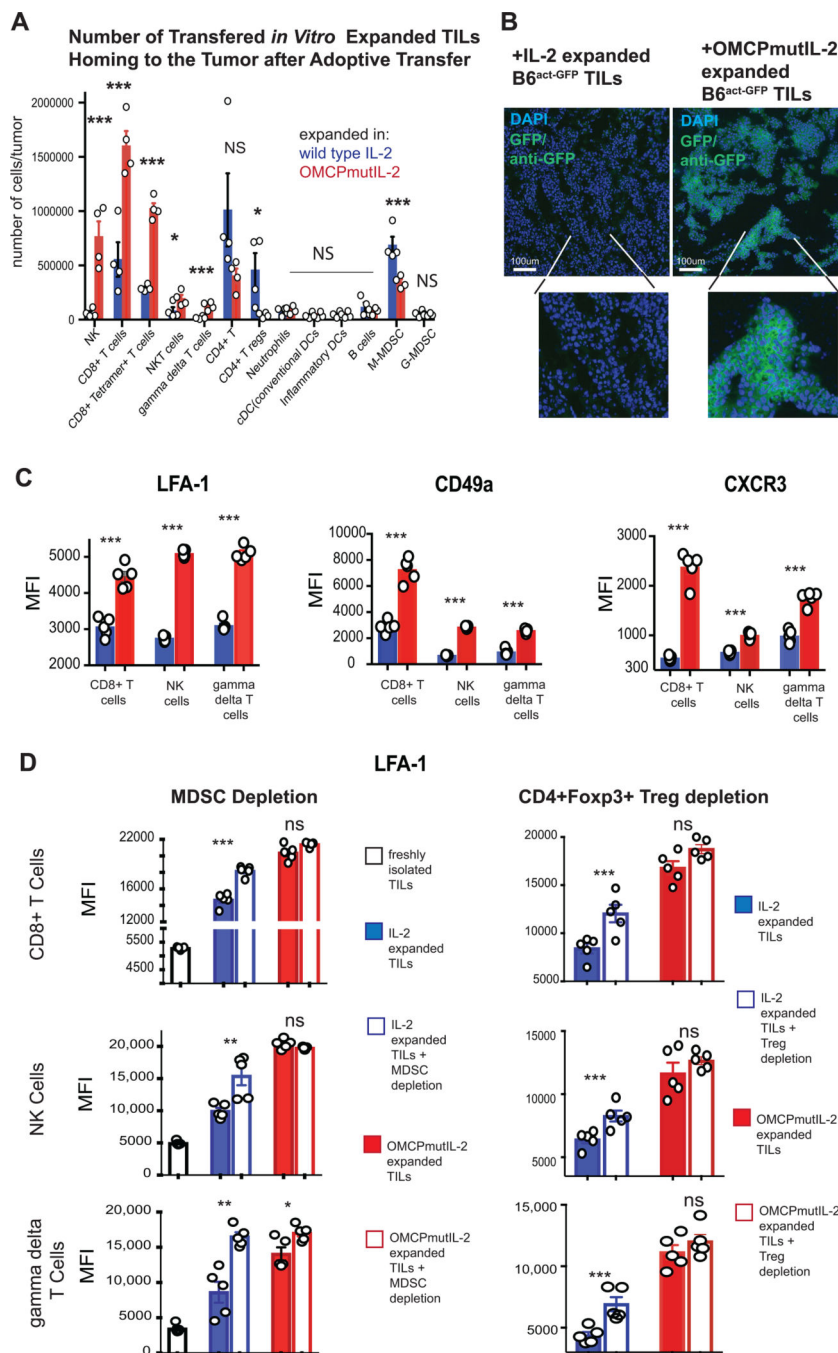 A
Number of Transfered in Vitro Expanded TILs
Homing to the Tumor after Adoptive Transfer
number of cells/tumor
2000000
1500000
1000000
500000
0
***
***
***
*
***
NS
*
NS
***
NS
expanded in:
wild type IL-2
OMCPmutIL-2
NK
CD8+ T cells
CD8+ Tetramer+ T cells
NKT cells
gamma delta T cells
CD4+ T
CD4+ T regs
Neutrophils
cDC(conventional DCs
Inflammatory DCs
B cells
M-MDSC
G-MDSC
B
+IL-2 expanded
B6act-GFP TILs
+OMCPmutIL-2
expanded
B6act-GFP TILs
DAPI
GFP/
anti-GFP
100um
DAPI
GFP/
anti-GFP
100um
C
LFA-1
MFI
5000
4000
3000
2000
***
***
***
CD8+ T
cells
NK
cells
gamma
delta T
cells
CD49a
MFI
10000
8000
6000
4000
2000
0
***
***
***
CD8+ T
cells
NK
cells
gamma
delta T
cells
CXCR3
MFI
3000
2000
1000
300
***
***
***
CD8+ T
cells
NK
cells
gamma
delta T
cells
D
LFA-1
MDSC Depletion
CD8+ T Cells
MFI
22000
18000
16000
12000
5500
4500
***
ns
NK Cells
MFI
20,000
15,000
10,000
5000
0
**
ns
gamma delta
T Cells
MFI
20,000
15,000
10,000
5000
0
**
*
freshly
isolated
TILs
IL-2
expanded
TILs
IL-2
expanded
TILs +
MDSC
depletion
OMCPmutIL-2
expanded
TILs
OMCPmutIL-2
expanded
TILs +
MDSC
depletion
CD4+Foxp3+ Treg depletion
20000
15000
10000
5000
***
ns
15,000
10000
5000
***
ns
15,000
10,000
5000
***
ns
IL-2
expanded
TILs
IL-2
expanded
TILs +
Treg
depletion
OMCPmutIL-2
expanded
TILs
OMCPmutIL-2
expanded
TILs +
Treg
depletion